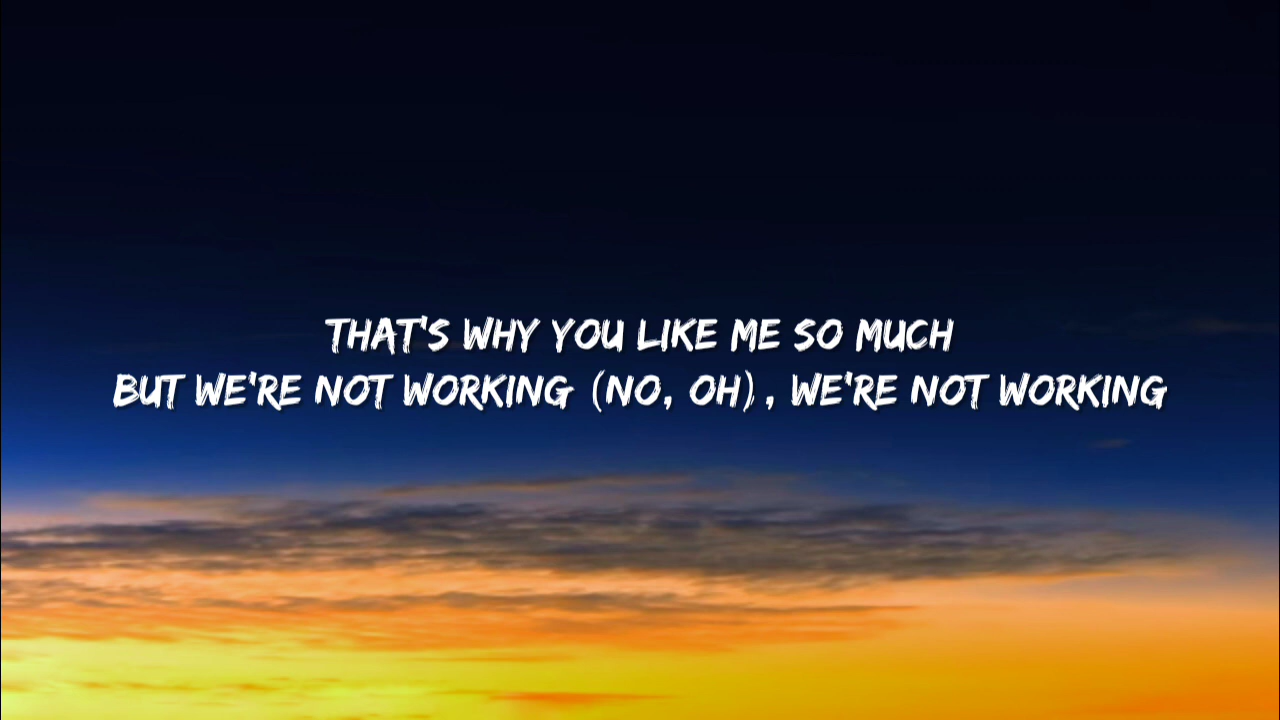 THAT'S WHY YOU LIKE ME SO MUCH
BUT WE'RE NOT WORKING (NO, OH), WE'RE NOT WORKING